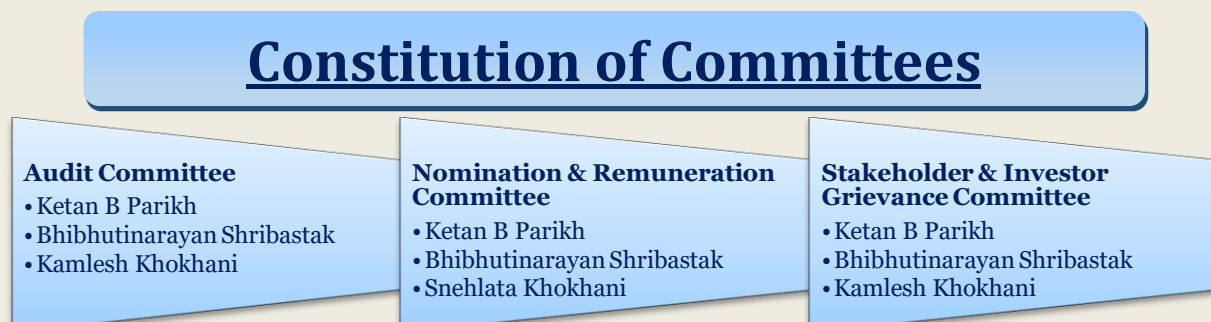 Constitution of Committees
Audit Committee
•Ketan B Parikh
•Bhibhutinarayan Shribastak
•Kamlesh Khokhani
Nomination & Remuneration
Committee
•Ketan B Parikh
•Bhibhutinarayan Shribastak
•Snehlata Khokhani
Stakeholder & Investor
Grievance Committee
•Ketan B Parikh
•Bhibhutinarayan Shribastak
•Kamlesh Khokhani